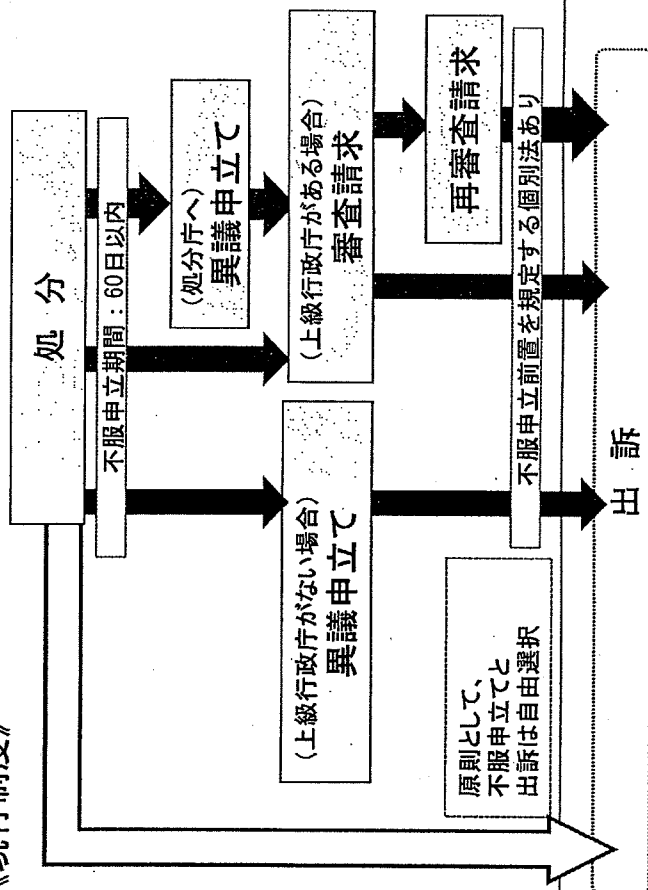 《現行制度》
処 分
不服申立期間：60日以内
(処分庁へ)
異議申立て
(上級行政庁がない場合)
異議申立て
(上級行政庁がある場合)
審査請求
再審査請求
原則として、
不服申立てと
出訴は自由選択
不服申立前置を規定する個別法あり
出 訴